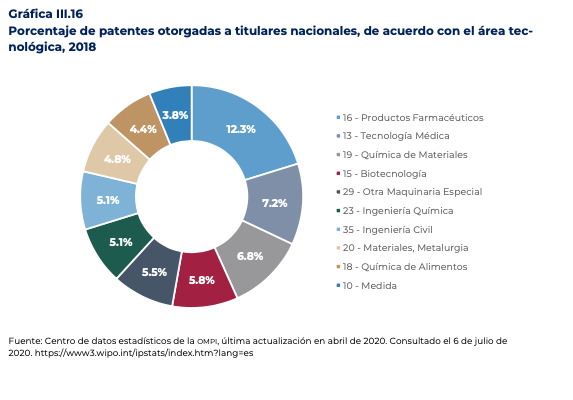 Gráfica III.16
Porcentaje de patentes otorgadas a titulares nacionales, de acuerdo con el área tec-
nológica, 2018
3.8%
12.3%
4.4%
4.8%
7.2%
5.1%
5.1%
6.8%
5.5%
5.8%
16 - Productos Farmacéuticos
13 - Tecnología Médica
19 - Química de Materiales
15 - Biotecnología
29 - Otra Maquinaria Especial
23 - Ingeniería Química
35 - Ingeniería Civil
20 - Materiales, Metalurgia
18 - Química de Alimentos
10 - Medida
Fuente: Centro de datos estadísticos de la OMPI, última actualización en abril de 2020. Consultado el 6 de julio de
2020. https://www3.wipo.int/ipstats/index.htm?lang=es